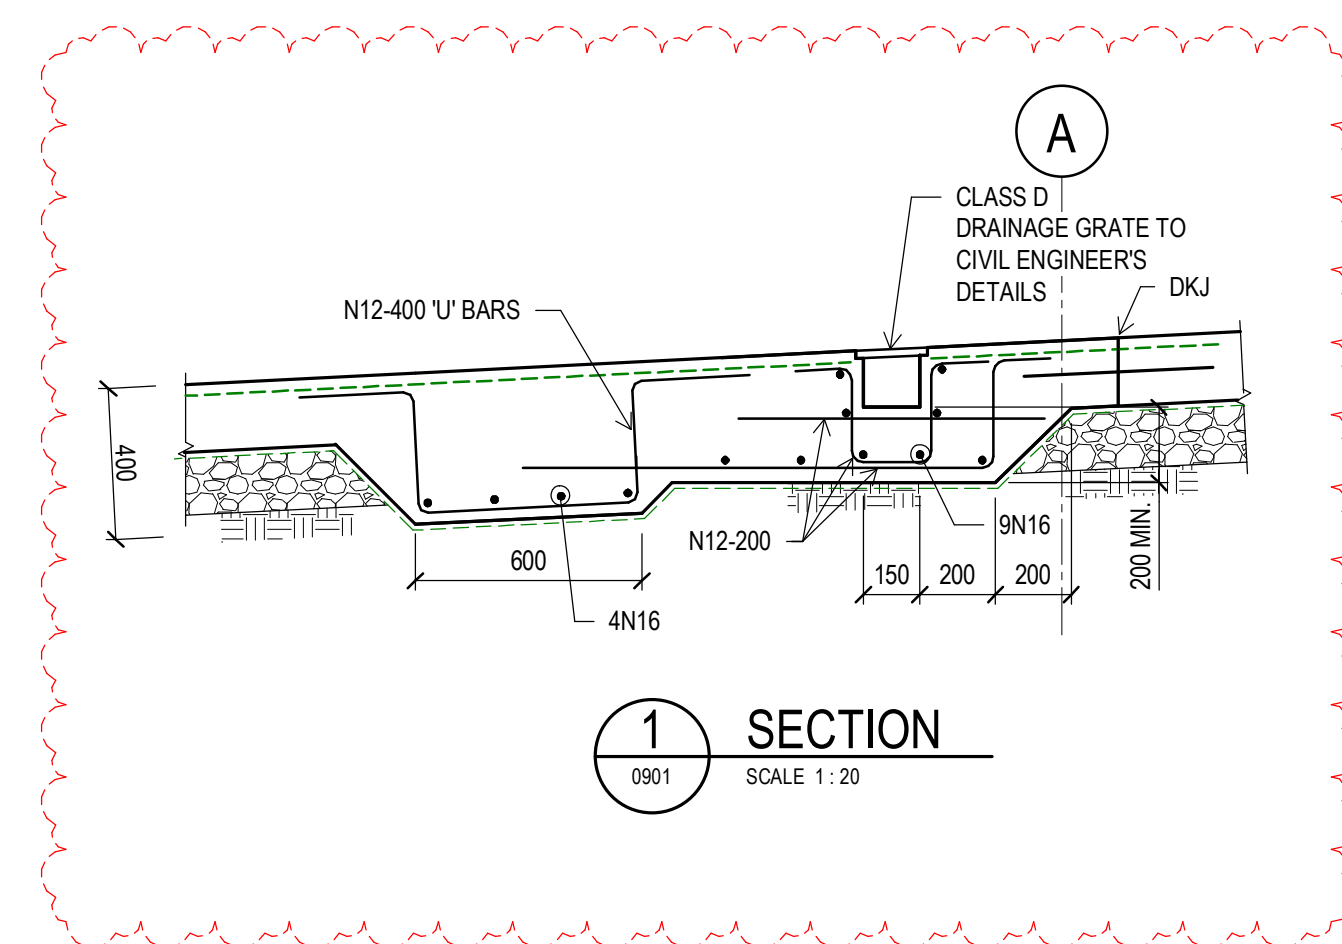 A
CLASS D
DRAINAGE GRATE TO
CIVIL ENGINEER'S
DETAILS
DKJ
N12-400 'U' BARS
400
N12-200
9N16
600
150
200
200
200 MIN.
4N16
1
SECTION
0901
SCALE 1 : 20